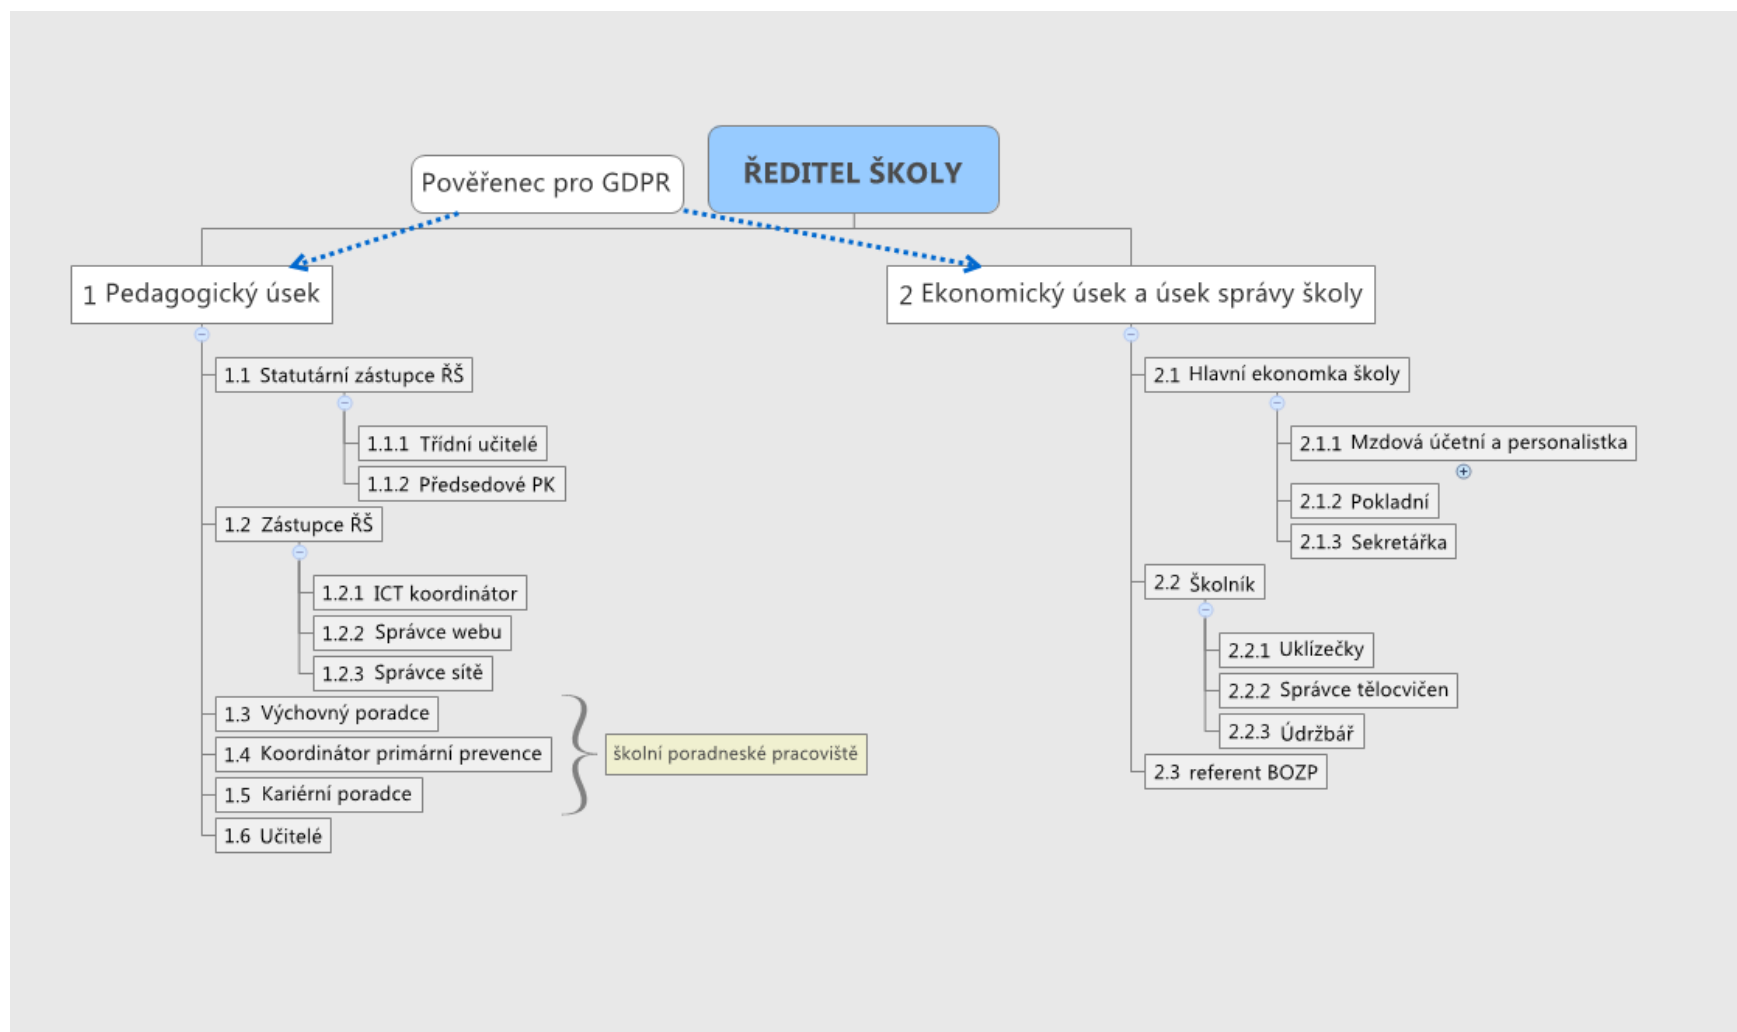 ŘEDITEL ŠKOLY
Pověřenec pro GDPR
1 Pedagogický úsek
1.1 Statutární zástupce ŘŠ
1.1.1 Třídní učitelé
1.1.2 Předsedové PK
1.2 Zástupce ŘŠ
1.2.1 ICT koordinátor
1.2.2 Správce webu
1.2.3 Správce sítě
1.3 Výchovný poradce
1.4 Koordinátor primární prevence
1.5 Kariérní poradce
školní poradneské pracoviště
1.6 Učitelé
2 Ekonomický úsek a úsek správy školy
2.1 Hlavní ekonomka školy
2.1.1 Mzdová účetní a personalistka
2.1.2 Pokladní
2.1.3 Sekretářka
2.2 Školník
2.2.1 Uklízečky
2.2.2 Správce tělocvičen
2.2.3 Údržbář
2.3 referent BOZP